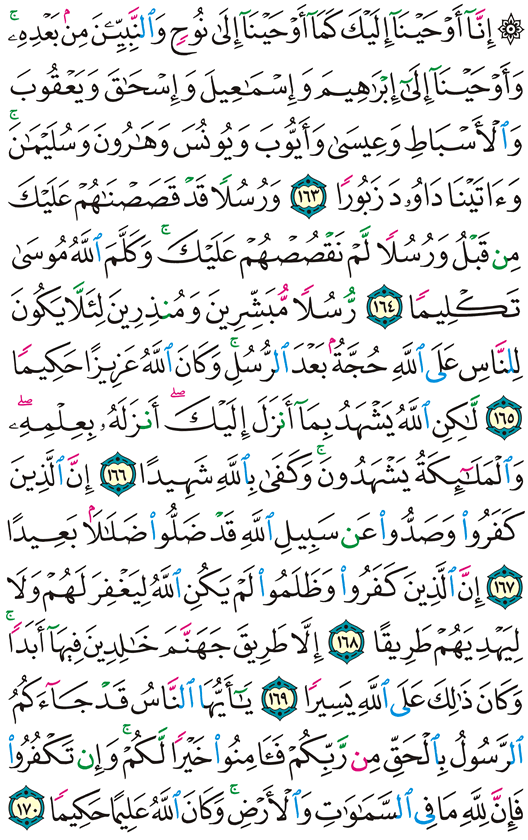 ۞ إِنَّآ أَوْحَيْنَآ إِلَيْكَ كَمَآ أَوْحَيْنَآ إِلَىٰ نُوحٍ وَٱلنَّبِيِّـۧنَ مِنۢ بَعْدِهِۦۚ
وَأَوْحَيْنَآ إِلَىٰٓ إِبْرَٰهِيمَ وَإِسْمَـٰعِيلَ وَإِسْحَـٰقَ وَيَعْقُوبَ
وَٱلْأَسْبَاطِ وَعِيسَىٰ وَأَيُّوبَ وَيُونُسَ وَهَـٰرُونَ وَسُلَيْمَـٰنَۚ
وَءَاتَيْنَا دَاوُۥدَ زَبُورًا ١٦٣ وَرُسُلًا قَدْ قَصَصْنَـٰهُمْ عَلَيْكَ
مِن قَبْلُ وَرُسُلًا لَّمْ نَقْصُصْهُمْ عَلَيْكَۚ وَكَلَّمَ ٱللَّهُ مُوسَىٰ
تَكْلِيمًا ١٦٤ رُّسُلًا مُّبَشِّرِينَ وَمُنذِرِينَ لِئَلَّا يَكُونَ
لِلنَّاسِ عَلَى ٱللَّهِ حُجَّةٌۢ بَعْدَ ٱلرُّسُلِۚ وَكَانَ ٱللَّهُ عَزِيزًا حَكِيمًا
١٦٥ لَّـٰكِنِ ٱللَّهُ يَشْهَدُ بِمَآ أَنزَلَ إِلَيْكَۖ أَنزَلَهُۥ بِعِلْمِهِۦۖ
وَٱلْمَلَـٰٓئِكَةُ يَشْهَدُونَۚ وَكَفَىٰ بِٱللَّهِ شَهِيدًا ١٦٦ إِنَّ ٱلَّذِينَ
كَفَرُوا۟ وَصَدُّوا۟ عَن سَبِيلِ ٱللَّهِ قَدْ ضَلُّوا۟ ضَلَـٰلًۢا بَعِيدًا
١٦٧ إِنَّ ٱلَّذِينَ كَفَرُوا۟ وَظَلَمُوا۟ لَمْ يَكُنِ ٱللَّهُ لِيَغْفِرَ لَهُمْ وَلَا
لِيَهْدِيَهُمْ طَرِيقًا ١٦٨ إِلَّا طَرِيقَ جَهَنَّمَ خَـٰلِدِينَ فِيهَآ أَبَدًاۚ
وَكَانَ ذَٰلِكَ عَلَى ٱللَّهِ يَسِيرًا ١٦٩ يَـٰٓأَيُّهَا ٱلنَّاسُ قَدْ جَآءَكُمُ
ٱلرَّسُولُ بِٱلْحَقِّ مِن رَّبِّكُمْ فَـَٔامِنُوا۟ خَيْرًا لَّكُمْۚ وَإِن تَكْفُرُوا۟
فَإِنَّ لِلَّهِ مَا فِى ٱلسَّمَـٰوَٰتِ وَٱلْأَرْضِۚ وَكَانَ ٱللَّهُ عَلِيمًا حَكِيمًا ١٧٠